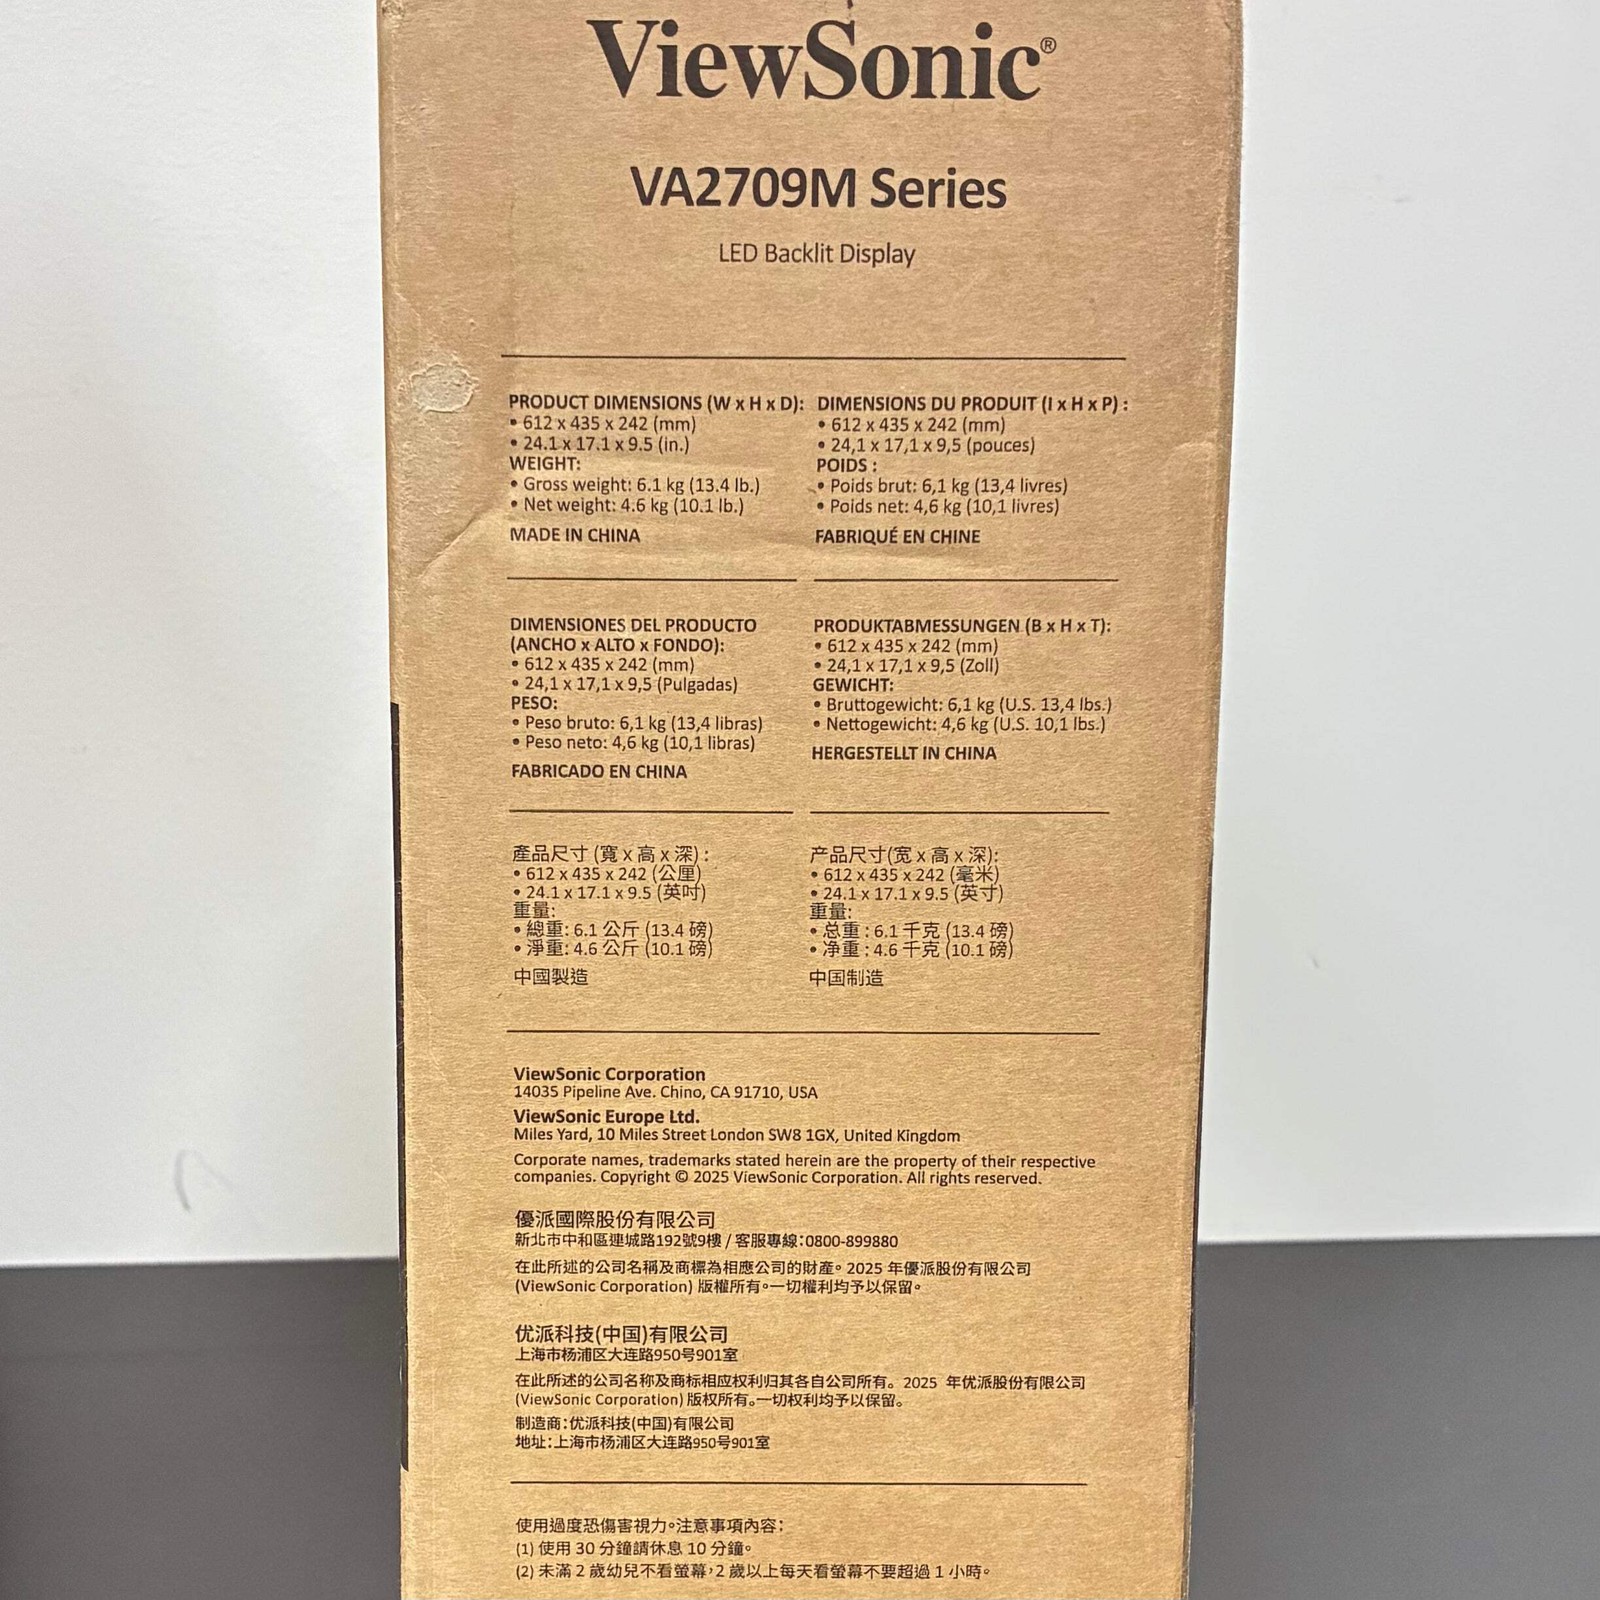 ViewSonic®
VA2709M Series
LED Backlit Display
PRODUCT DIMENSIONS (W x H x D):
• 612 x 435 x 242 (mm)
• 24.1 x 17.1 x 9.5 (in.)
WEIGHT:
• Gross weight: 6.1 kg (13.4 lb.)
• Net weight: 4.6 kg (10.1 lb.)
MADE IN CHINA
DIMENSIONS DU PRODUIT (I x H x P) :
• 612 x 435 x 242 (mm)
• 24,1 x 17,1 x 9,5 (pouces)
POIDS :
• Poids brut: 6,1 kg (13,4 livres)
• Poids net: 4,6 kg (10,1 livres)
FABRIQUÉ EN CHINE
DIMENSIONES DEL PRODUCTO
(ANCHO x ALTO x FONDO):
• 612 x 435 x 242 (mm)
• 24,1 x 17,1 x 9,5 (Pulgadas)
PESO:
• Peso bruto: 6,1 kg (13,4 libras)
• Peso neto: 4,6 kg (10,1 libras)
FABRICADO EN CHINA
PRODUKTABMESSUNGEN (B x H x T):
• 612 x 435 x 242 (mm)
• 24,1 x 17,1 x 9,5 (Zoll)
GEWICHT:
• Bruttogewicht: 6,1 kg (U.S. 13,4 lbs.)
• Nettogewicht: 4,6 kg (U.S. 10,1 lbs.)
HERGESTELLT IN CHINA
產品尺寸 (寬 x 高 x 深) :
• 612 x 435 x 242 (公厘)
• 24.1 x 17.1 x 9.5 (英吋)
重量:
• 總重: 6.1 公斤 (13.4 磅)
• 淨重: 4.6 公斤 (10.1 磅)
中國製造
产品尺寸(宽 x 高 x 深):
• 612 x 435 x 242 (毫米)
• 24.1 x 17.1 x 9.5 (英寸)
重量:
• 总重 : 6.1 千克 (13.4 磅)
• 净重 : 4.6 千克 (10.1 磅)
中国制造
ViewSonic Corporation
14035 Pipeline Ave. Chino, CA 91710, USA
ViewSonic Europe Ltd.
Miles Yard, 10 Miles Street London SW8 1GX, United Kingdom
Corporate names, trademarks stated herein are the property of their respective
companies. Copyright © 2025 ViewSonic Corporation. All rights reserved.
優派國際股份有限公司
新北市中和區連城路192號9樓 / 客服專線：0800-899880
在此所述的公司名稱及商標為相應公司的財產。2025 年優派股份有限公司
(ViewSonic Corporation) 版權所有。一切權利均予以保留。
优派科技(中国)有限公司
上海市杨浦区大连路950号901室
在此所述的公司名称及商标相应权利归其各自公司所有。2025 年优派股份有限公司
(ViewSonic Corporation) 版权所有。一切权利均予以保留。
制造商：优派科技(中国)有限公司
地址：上海市杨浦区大连路950号901室
使用過度恐傷害視力。注意事項內容：
(1) 使用 30 分鐘請休息 10 分鐘。
(2) 未滿 2 歲幼兒不看螢幕，2 歲以上每天看螢幕不要超過 1 小時。